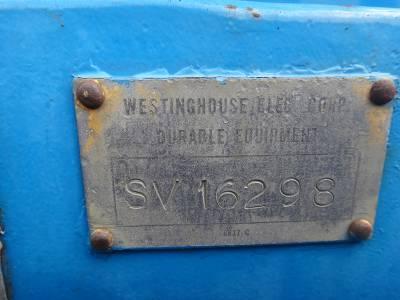 WESTINGHOUSE ELEC. CORP.
DURABLE EQUIPMENT
SV 16298